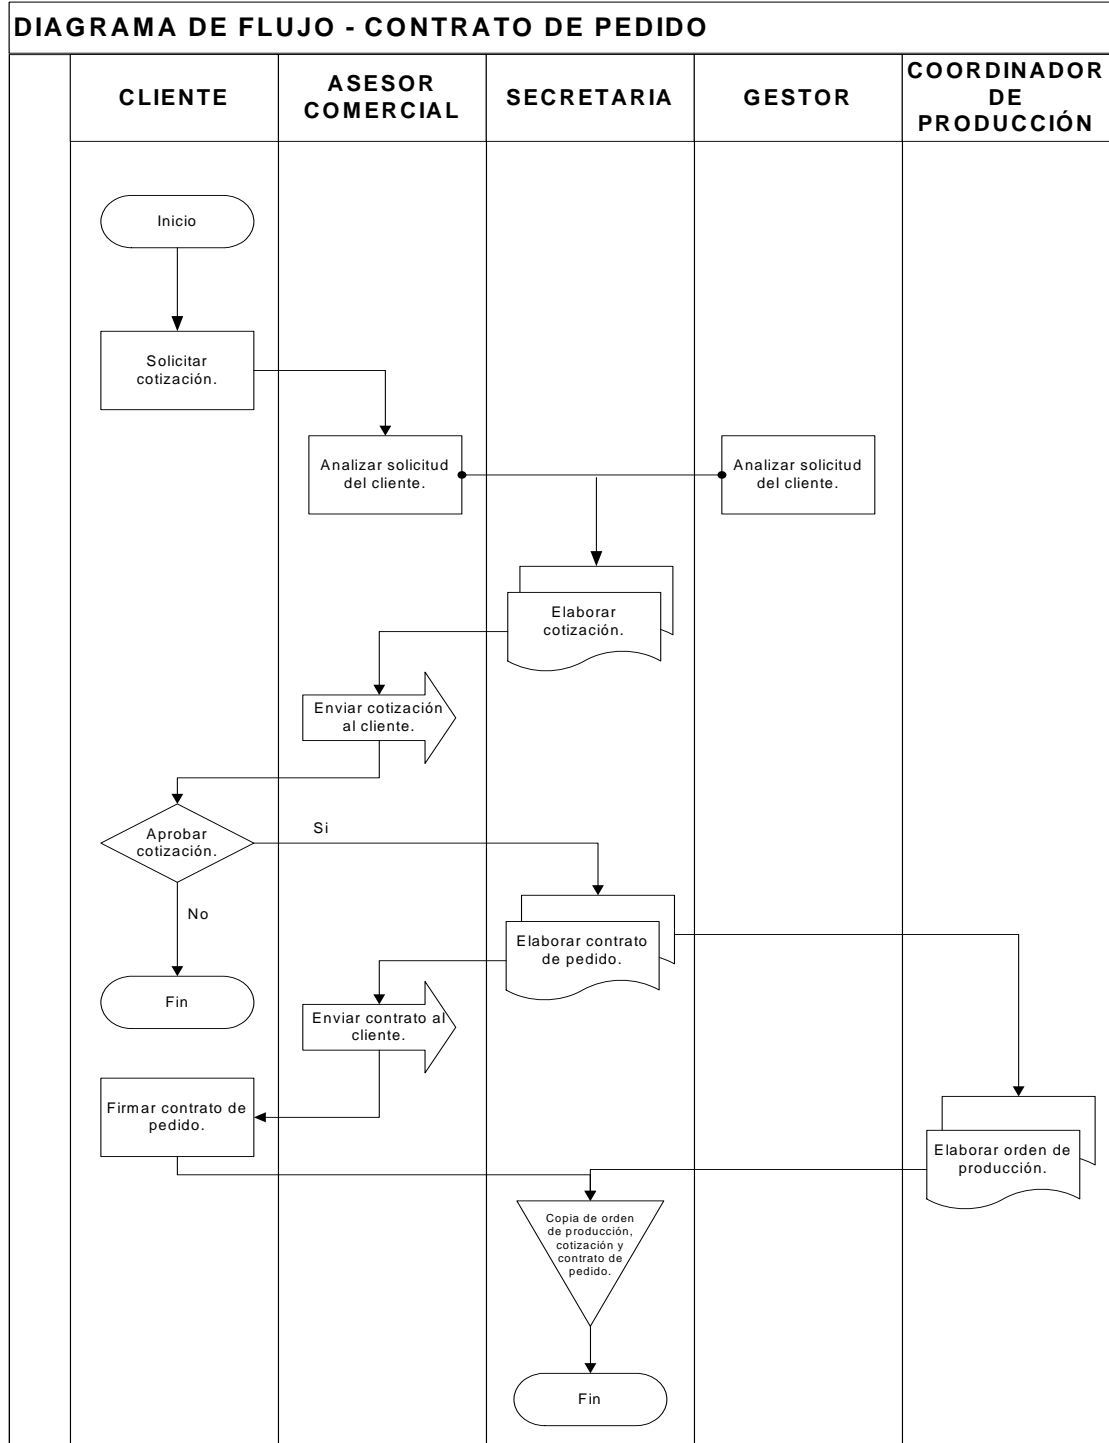 DIAGRAMA DE FLUJO - CONTRATO DE PEDIDO
CLIENTE
ASESOR
COMERCIAL
SECRETARIA
GESTOR
COORDINADOR
DE
PRODUCCIÓN
Inicio
Solicitar
cotización.
Analizar solicitud
del cliente.
Analizar solicitud
del cliente.
Elaborar
cotización.
Enviar cotización
al cliente.
Aprobar
cotización.
Si
No
Elaborar contrato
de pedido.
Fin
Enviar contrato al
cliente.
Firmar contrato de
pedido.
Elaborar orden de
producción.
Copia de orden
de producción,
cotización y
contrato de
pedido.
Fin